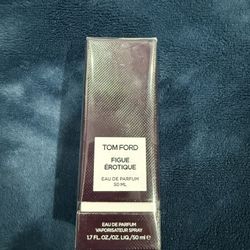 TOM FORD
FIGUE
ÉROTIQUE
EAU DE PARFUM
50 ML
EAU DE PARFUM
VAPORISATEUR SPRAY
1.7 FL.OZ./OZ. LIQ/50 ml ℮